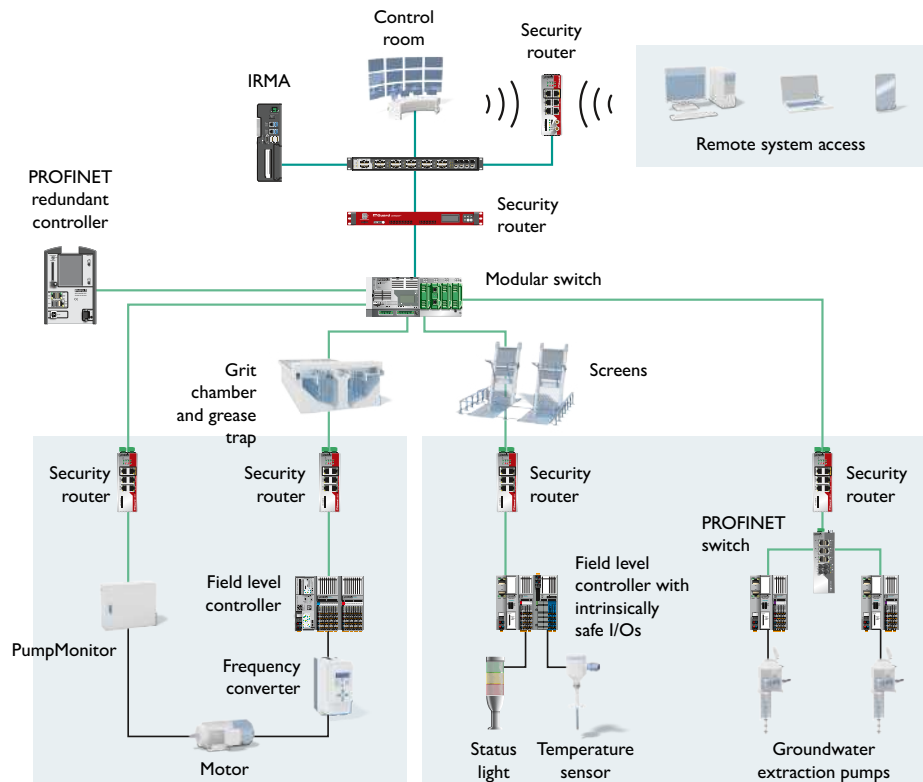 Control
room
Security
router
IRMA
Remote system access
PROFINET
redundant
controller
Security
router
Modular switch
Grit
chamber
and grease
trap
Screens
Security
router
Security
router
Security
router
Security
router
PROFINET
switch
Field level
controller
Field level
controller with
intrinsically
safe I/Os
PumpMonitor
Frequency
converter
Motor
Status
light
Temperature
sensor
Groundwater
extraction pumps